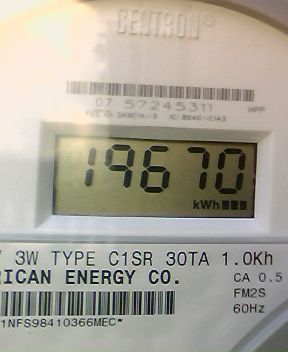 CENTRON®
07 57245311 HPP
19670
kWh
3W TYPE C1SR 30TA 1.0Kh
RICAN ENERGY CO. CA 0.5
FM2S
1NFS98410366MEC* 60Hz